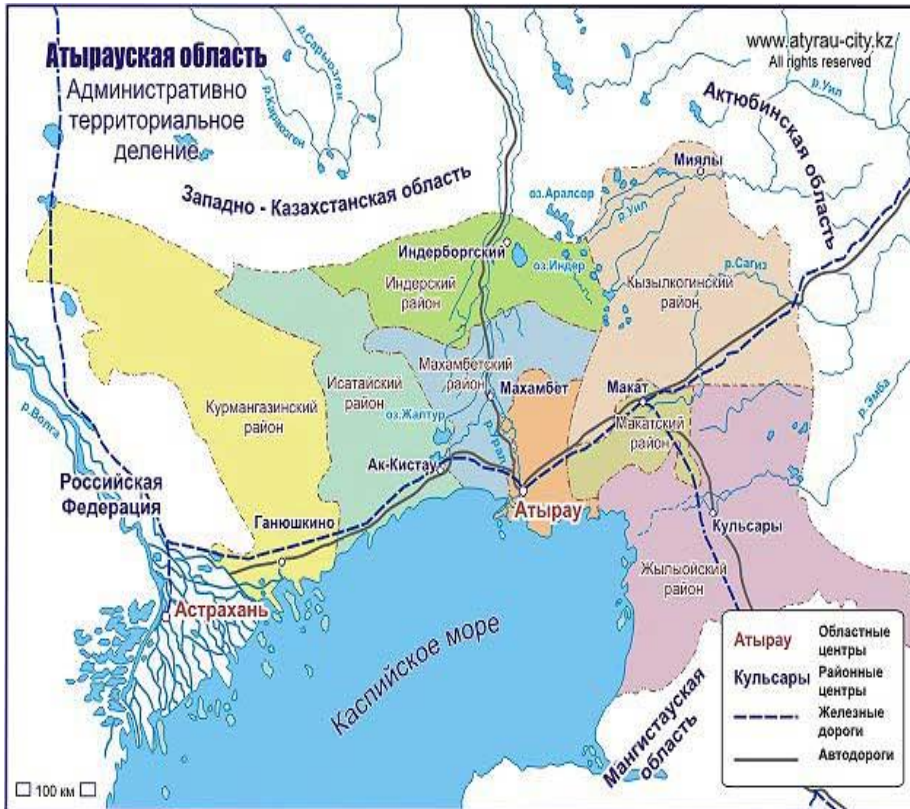 Атырауская область
Административно
территориальное
деление
www.atyrau-city.kz
All rights reserved
р.Сарыозген
р.Караозген
р.Уил
Актюбинская область
Западно - Казахстанская область
Миялы
оз.Аралсор
р.Уил
Индерборгский
оз.Индер
Индерский
район
р.Сагиз
Кызылкогинский
район
Махамбетский
район
Махамбет
Исатайский
район
Макат
р.Эмба
Курмангазинский
район
оз.Жалтур
р.Урал
Макатский
район
р.Волга
Ак-Кистау
Российская
Федерация
Атырау
Ганюшкино
Кульсары
Жылыойский
район
Астрахань
Каспийское море
Мангистауская
область
Атырау
Областные
центры
Кульсары
Районные
центры
Железные
дороги
Автодороги
100 км